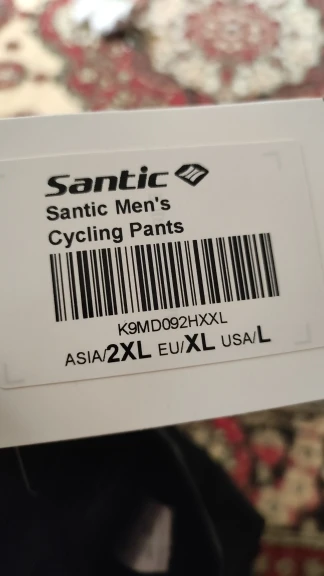 Santic
Santic Men's
Cycling Pants
K9MD092HXXL
ASIA/2XL EU/XL USA/L